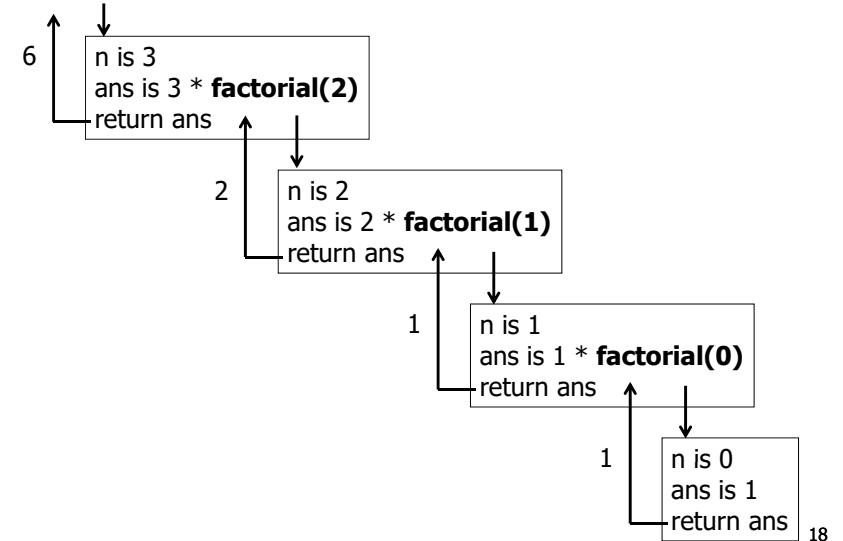 6
n is 3
ans is 3 * factorial(2)
return ans
2
n is 2
ans is 2 * factorial(1)
return ans
1
n is 1
ans is 1 * factorial(0)
return ans
1
n is 0
ans is 1
return ans
18